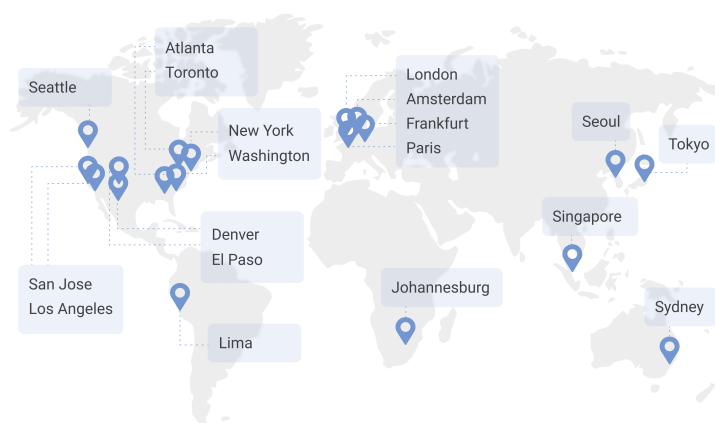 Atlanta
Toronto
Seattle
London
Amsterdam
Frankfurt
Paris
New York
Washington
Seoul
Tokyo
Singapore
Denver
El Paso
San Jose
Los Angeles
Johannesburg
Sydney
Lima